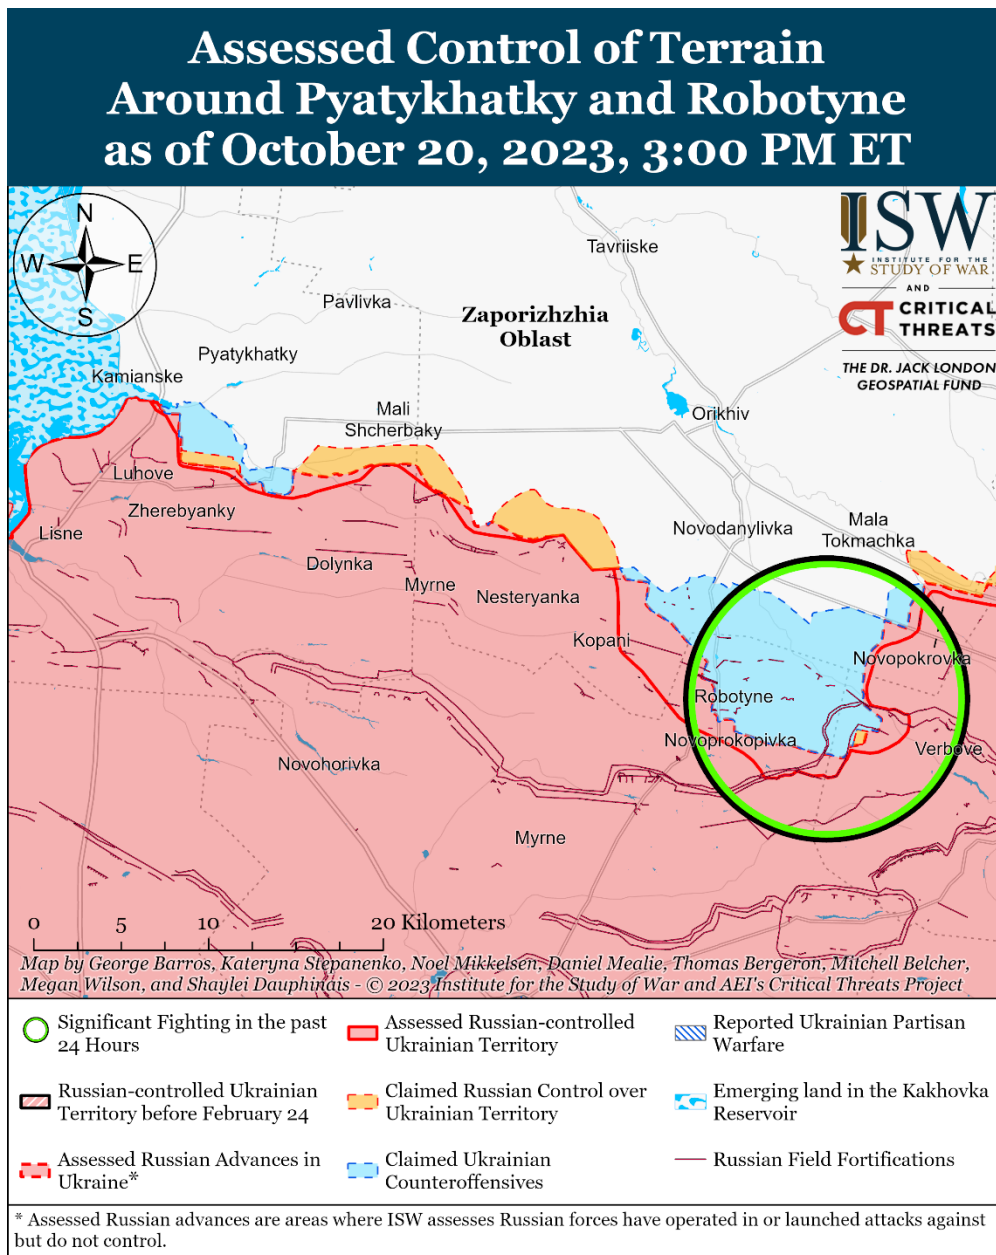 Assessed Control of Terrain
Around Pyatykhatky and Robotyne
as of October 20, 2023, 3:00 PM ET
N
W
E
S
ISW
INSTITUTE FOR THE
STUDY OF WAR
AND
CT CRITICAL
THREATS
THE DR. JACK LONDON
GEOSPATIAL FUND
Tavriiske
Pavlivka
Zaporizhzhia
Oblast
Pyatykhatky
Kamianske
Mali
Shcherbaky
Orikhiv
Luhove
Zherebyanky
Lisne
Novodanylivka
Mala
Tokmachka
Dolynka
Myrne
Nesteryanka
Kopani
Novopokrovka
Robotyne
Novoprokopivka
Verbove
Novohorivka
Myrne
0 5 10 20 Kilometers
Map by George Barros, Kateryna Stepanenko, Noel Mikkelsen, Daniel Mealie, Thomas Bergeron, Mitchell Belcher,
Megan Wilson, and Shaylei Dauphinais - © 2023 Institute for the Study of War and AEI's Critical Threats Project
Significant Fighting in the past
24 Hours
Assessed Russian-controlled
Ukrainian Territory
Reported Ukrainian Partisan
Warfare
Russian-controlled Ukrainian
Territory before February 24
Claimed Russian Control over
Ukrainian Territory
Emerging land in the Kakhovka
Reservoir
Assessed Russian Advances in
Ukraine*
Claimed Ukrainian
Counteroffensives
Russian Field Fortifications
* Assessed Russian advances are areas where ISW assesses Russian forces have operated in or launched attacks against
but do not control.